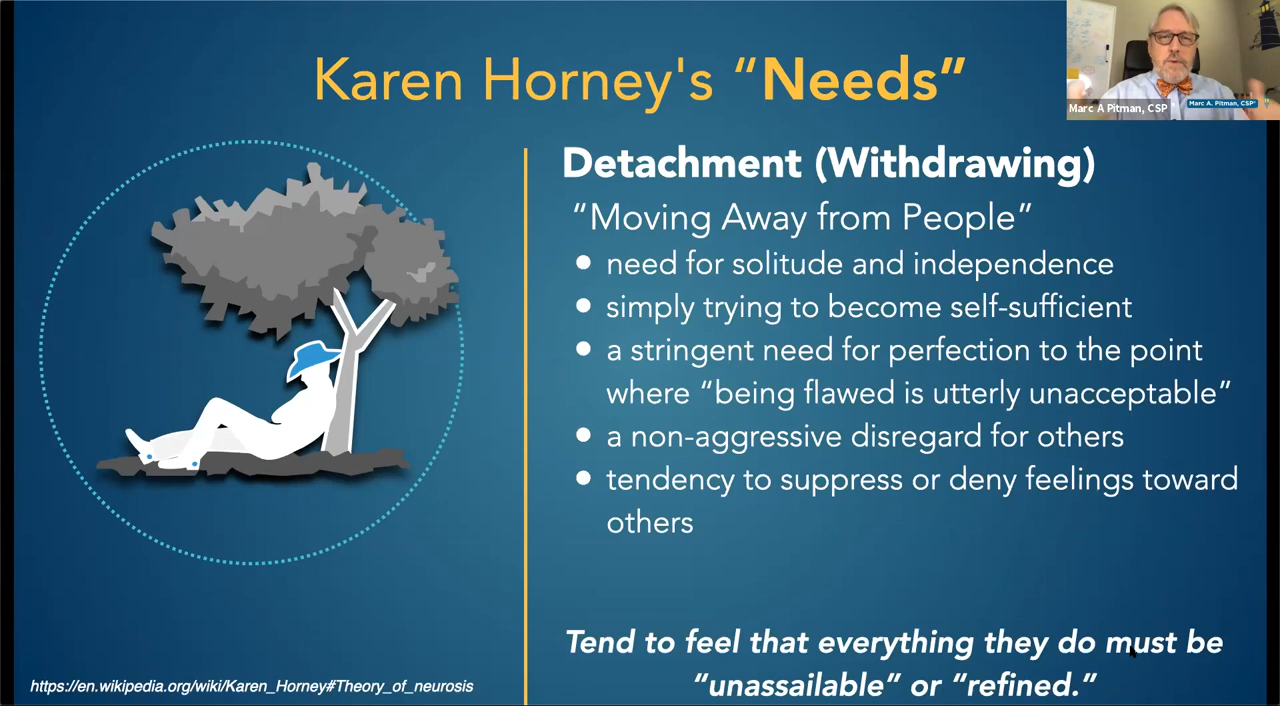 Karen Horney's “Needs”
Marc A Pitman, CSP
Marc A. Pitman, CSP
Detachment (Withdrawing)
“Moving Away from People”
● need for solitude and independence
● simply trying to become self-sufficient
● a stringent need for perfection to the point
where “being flawed is utterly unacceptable”
● a non-aggressive disregard for others
● tendency to suppress or deny feelings toward
others
Tend to feel that everything they do must be
“unassailable” or “refined.”
https://en.wikipedia.org/wiki/Karen_Horney#Theory_of_neurosis